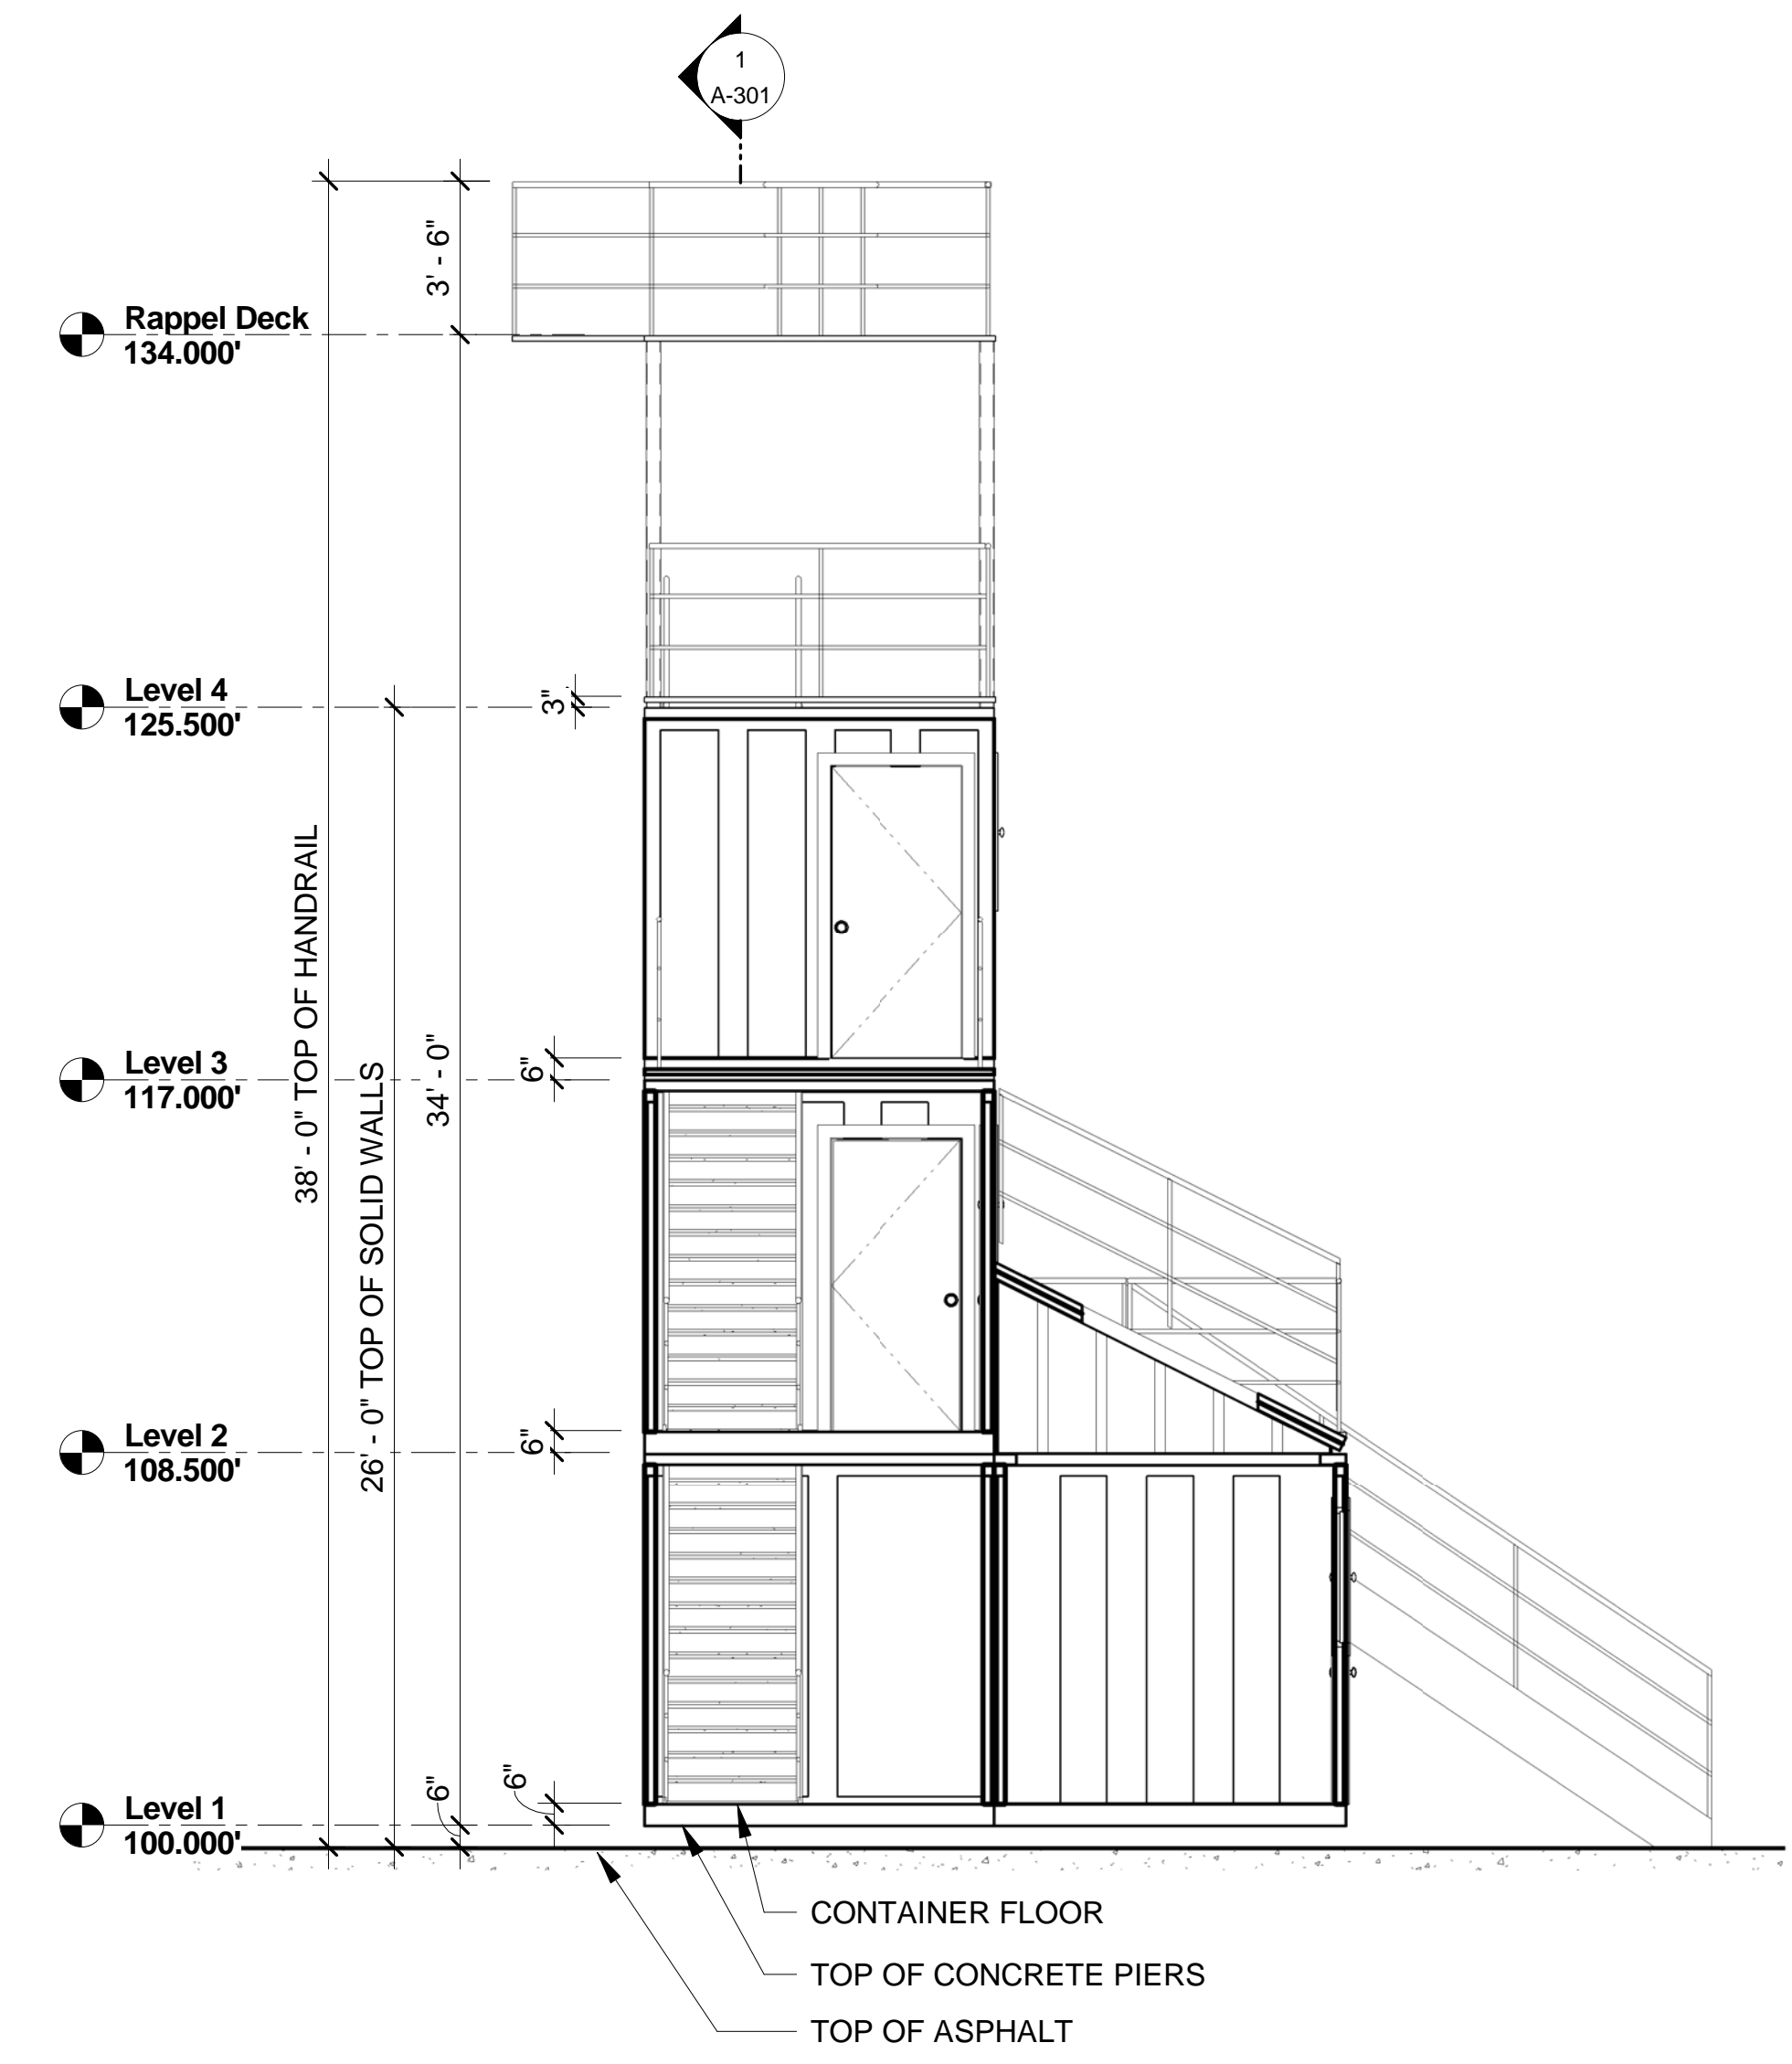 1
A-301
3' - 6"
Rappel Deck
134.000'
Level 4
125.500'
3"
38' - 0" TOP OF HANDRAIL
26' - 0" TOP OF SOLID WALLS
34' - 0"
Level 3
117.000'
6"
Level 2
108.500'
6"
Level 1
100.000'
6"
6"
CONTAINER FLOOR
TOP OF CONCRETE PIERS
TOP OF ASPHALT